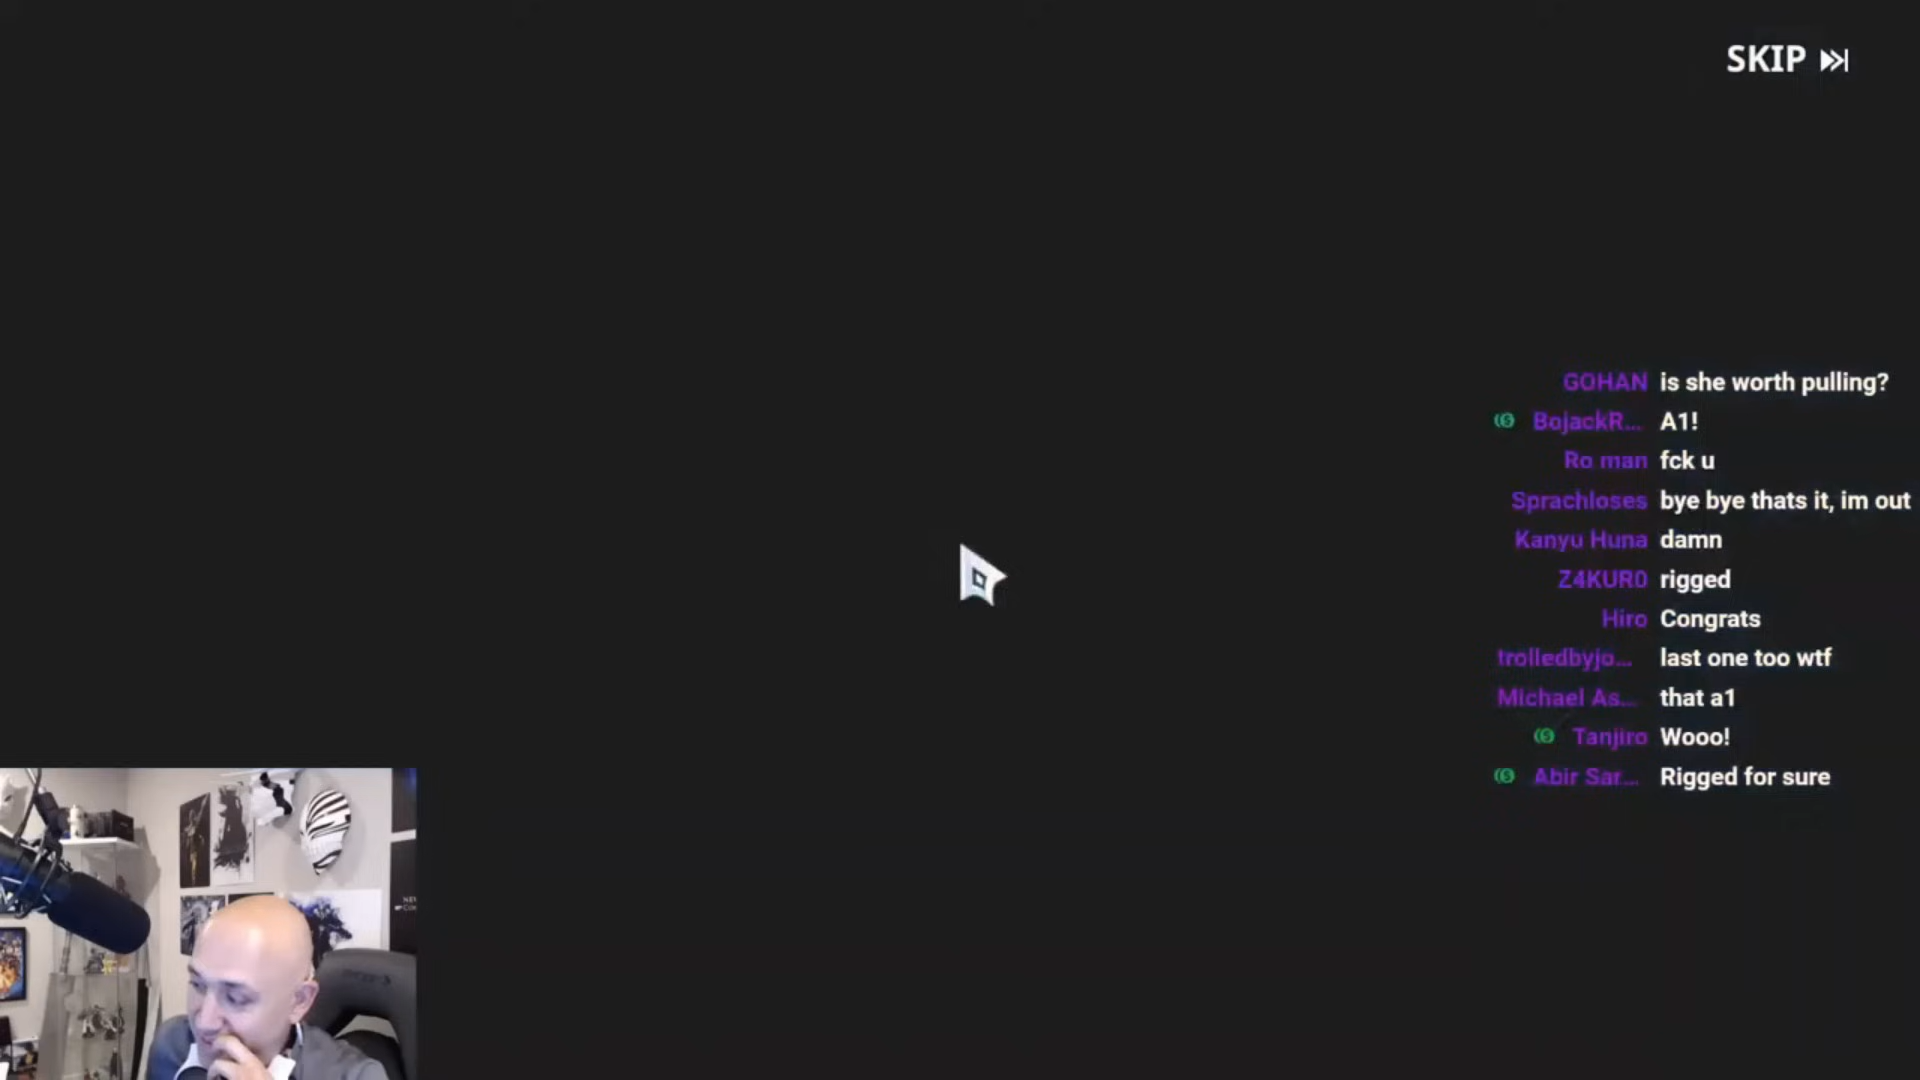 SKIP
GOHAN is she worth pulling?
BojackR... A1!
Ro man fck u
Sprachloses bye bye thats it, im out
Kanyu Huna damn
Z4KUR0 rigged
Hiro Congrats
trolledbyjo... last one too wtf
Michael As... that a1
Tanjiro Wooo!
Abir Sar... Rigged for sure